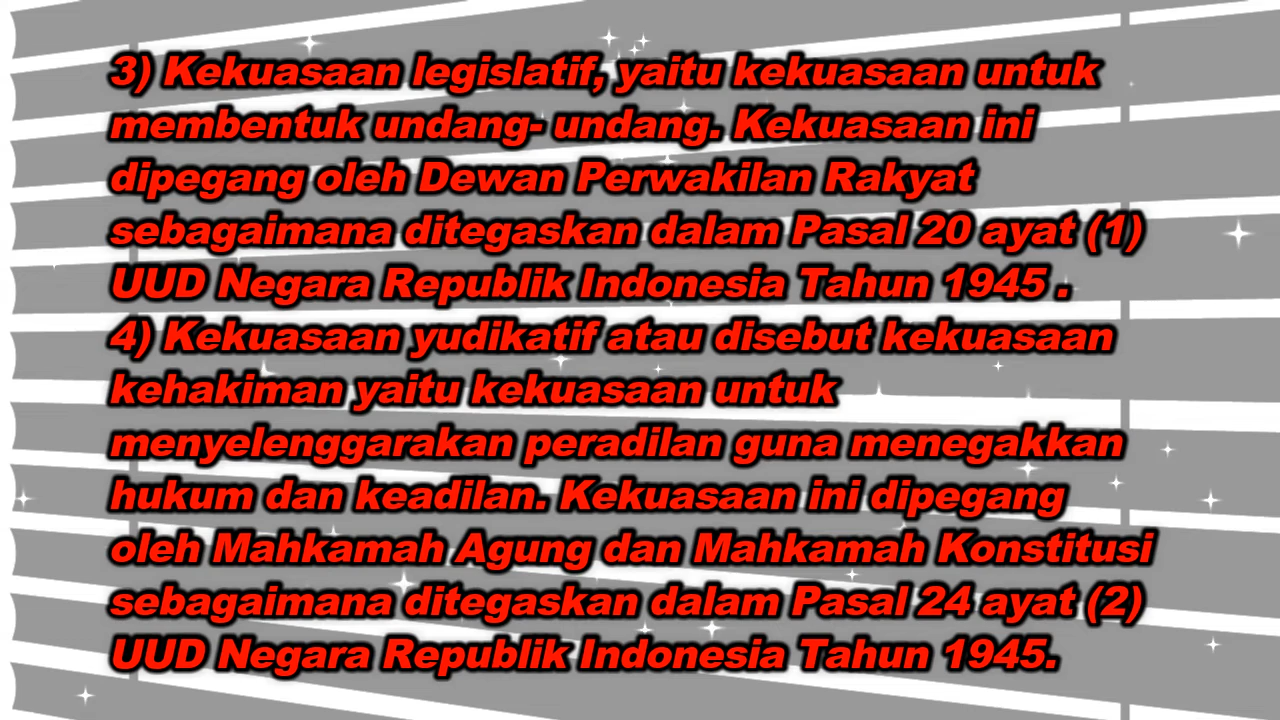 3) Kekuasaan legislatif, yaitu kekuasaan untuk
membentuk undang- undang. Kekuasaan ini
dipegang oleh Dewan Perwakilan Rakyat
sebagaimana ditegaskan dalam Pasal 20 ayat (1)
UUD Negara Republik Indonesia Tahun 1945 .
4) Kekuasaan yudikatif atau disebut kekuasaan
kehakiman yaitu kekuasaan untuk
menyelenggarakan peradilan guna menegakkan
hukum dan keadilan. Kekuasaan ini dipegang
oleh Mahkamah Agung dan Mahkamah Konstitusi
sebagaimana ditegaskan dalam Pasal 24 ayat (2)
UUD Negara Republik Indonesia Tahun 1945.